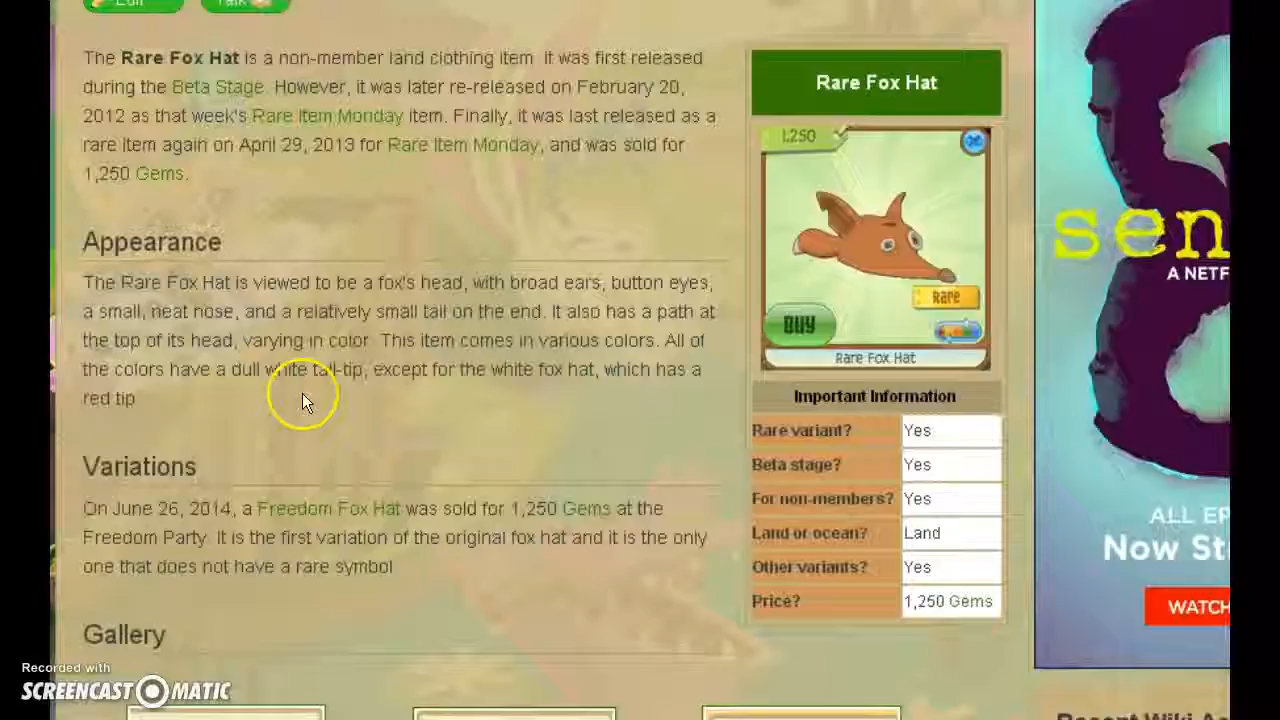 Edit
Talk
The Rare Fox Hat is a non-member land clothing item. It was first released
during the Beta Stage. However, it was later re-released on February 20,
2012 as that week's Rare Item Monday item. Finally, it was last released as a
rare item again on April 29, 2013 for Rare Item Monday, and was sold for
1,250 Gems.
Appearance
The Rare Fox Hat is viewed to be a fox's head, with broad ears, button eyes,
a small, neat nose, and a relatively small tail on the end. It also has a path at
the top of its head, varying in color. This item comes in various colors. All of
the colors have a dull white tail-tip, except for the white fox hat, which has a
red tip.
Variations
On June 26, 2014, a Freedom Fox Hat was sold for 1,250 Gems at the
Freedom Party. It is the first variation of the original fox hat and it is the only
one that does not have a rare symbol.
Gallery
Rare Fox Hat
1,250
Rare
BUY
Rare Fox Hat
Important Information
Rare variant? Yes
Beta stage? Yes
For non-members? Yes
Land or ocean? Land
Other variants? Yes
Price? 1,250 Gems
sen
A NETF
ALL EP
Now St
WATCH
Recent Wiki Ac
Recorded with
SCREENCAST MATIC